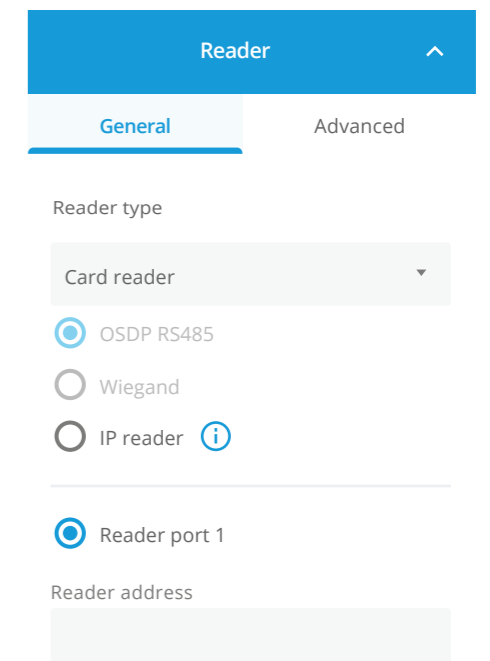 Reader
General Advanced
Reader type
Card reader
OSDP RS485
Wiegand
IP reader
Reader port 1
Reader address